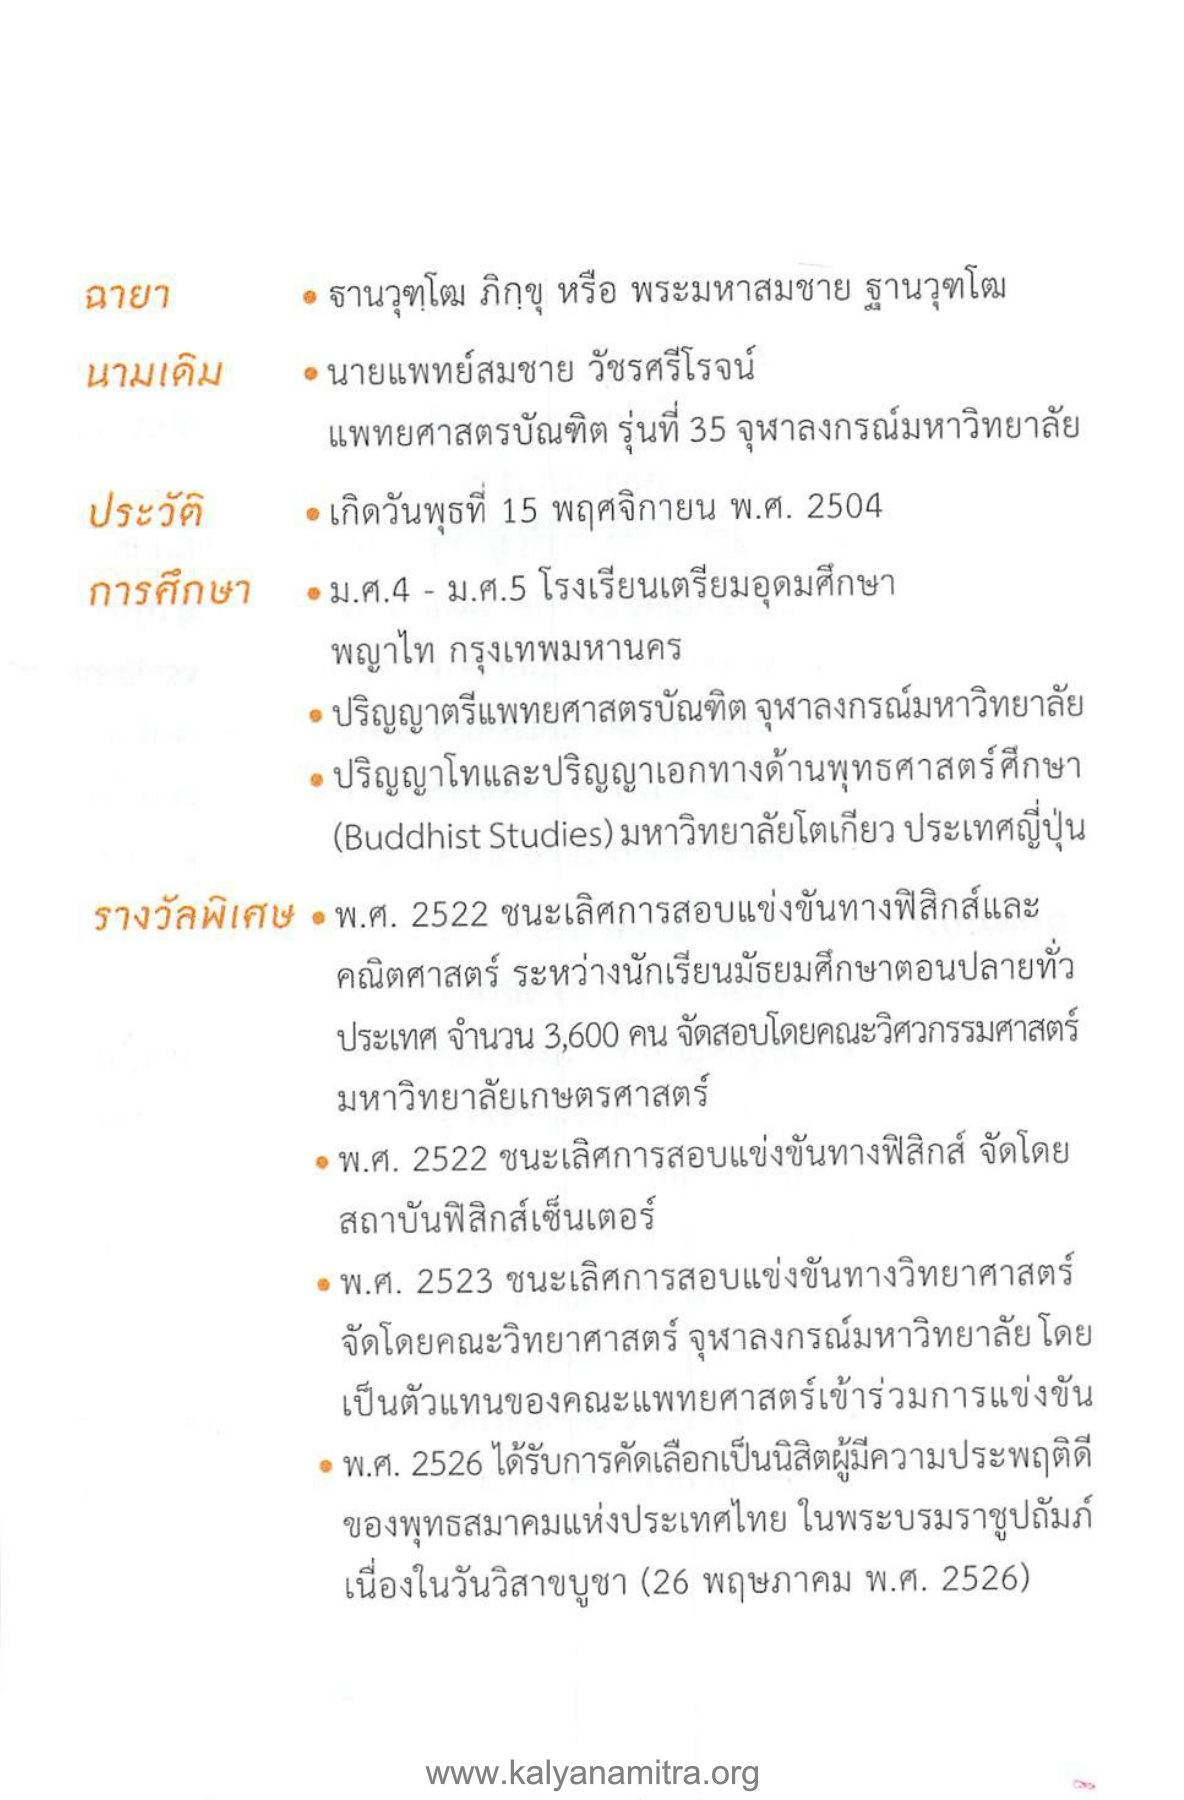 ฉายา • ธานวุฑฺโฒ ภิกฺขุ หรือ พระมหาสมชาย ฐานวุฑโฒ
นามเดิม • นายแพทย์สมชาย วัชรศรีโรจน์
แพทยศาสตรบัณฑิต รุ่นที่ 35 จุฬาลงกรณ์มหาวิทยาลัย
ประวัติ • เกิดวันพุธที่ 15 พฤศจิกายน พ.ศ. 2504
การศึกษา • ม.ศ.4 - ม.ศ.5 โรงเรียนเตรียมอุดมศึกษา
พญาไท กรุงเทพมหานคร
• ปริญญาตรีแพทยศาสตรบัณฑิต จุฬาลงกรณ์มหาวิทยาลัย
• ปริญญาโทและปริญญาเอกทางด้านพุทธศาสตร์ศึกษา
(Buddhist Studies) มหาวิทยาลัยโตเกียว ประเทศญี่ปุ่น
รางวัลพิเศษ • พ.ศ. 2522 ชนะเลิศการสอบแข่งขันทางฟิสิกส์และ
คณิตศาสตร์ ระหว่างนักเรียนมัธยมศึกษาตอนปลายทั่ว
ประเทศ จำนวน 3,600 คน จัดสอบโดยคณะวิศวกรรมศาสตร์
มหาวิทยาลัยเกษตรศาสตร์
• พ.ศ. 2522 ชนะเลิศการสอบแข่งขันทางฟิสิกส์ จัดโดย
สถาบันฟิสิกส์เซ็นเตอร์
• พ.ศ. 2523 ชนะเลิศการสอบแข่งขันทางวิทยาศาสตร์
จัดโดยคณะวิทยาศาสตร์ จุฬาลงกรณ์มหาวิทยาลัย โดย
เป็นตัวแทนของคณะแพทยศาสตร์เข้าร่วมการแข่งขัน
• พ.ศ. 2526 ได้รับการคัดเลือกเป็นนิสิตผู้มีความประพฤติดี
ของพุทธสมาคมแห่งประเทศไทย ในพระบรมราชูปถัมภ์
เนื่องในวันวิสาขบูชา (26 พฤษภาคม พ.ศ. 2526)
www.kalyanamitra.org